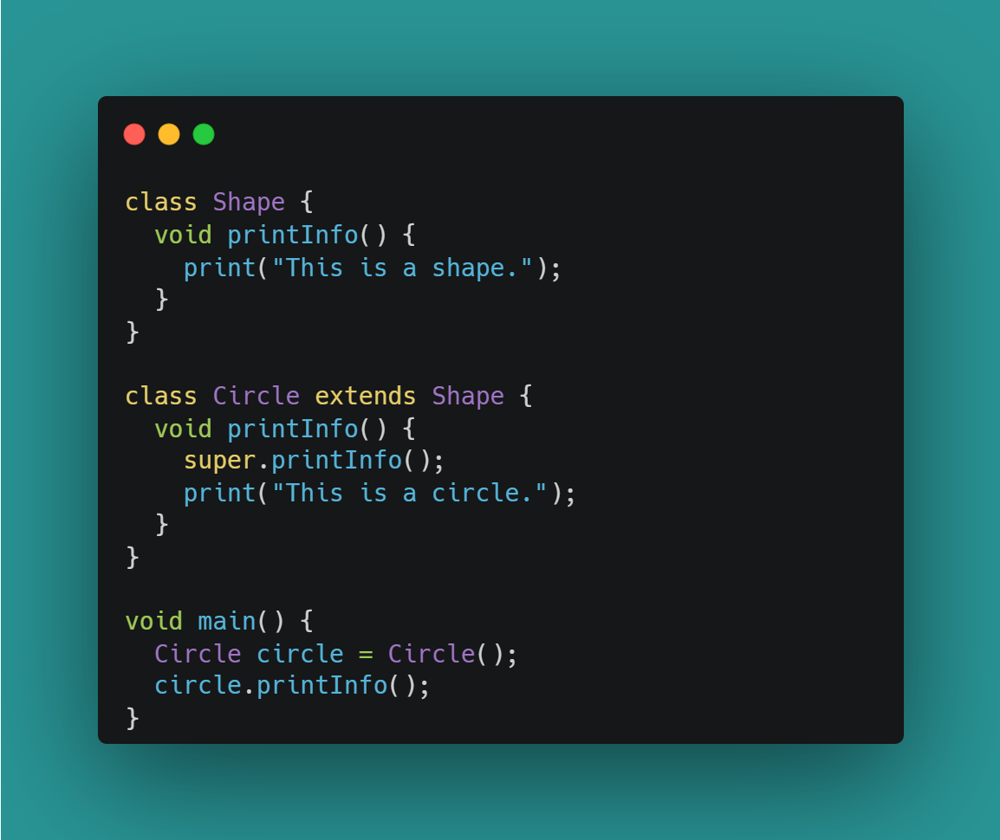 class Shape {
  void printInfo() {
    print("This is a shape.");
  }
}

class Circle extends Shape {
  void printInfo() {
    super.printInfo();
    print("This is a circle.");
  }
}

void main() {
  Circle circle = Circle();
  circle.printInfo();
}